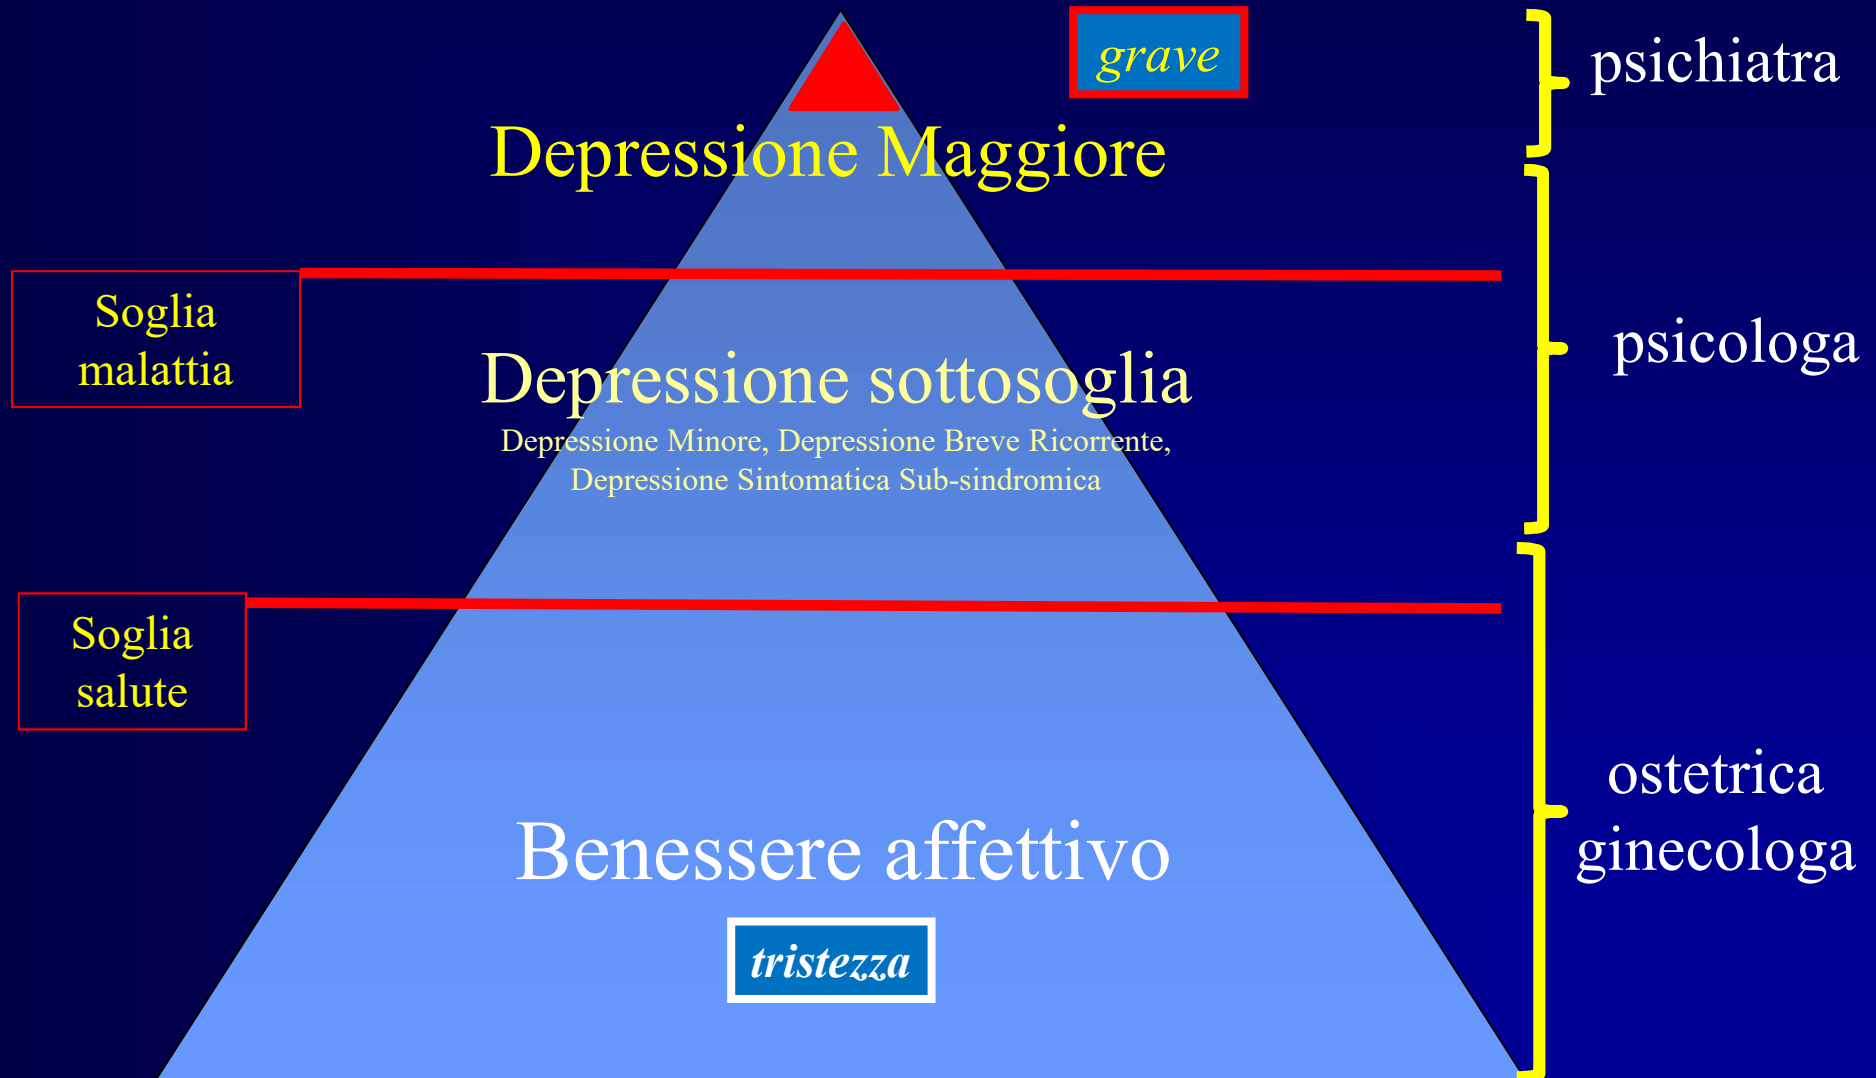 grave
psichiatra
Depressione Maggiore
Soglia
malattia
psicologa
Depressione sottosoglia
Depressione Minore, Depressione Breve Ricorrente,
Depressione Sintomatica Sub-sindromica
Soglia
salute
ostetrica
ginecologa
Benessere affettivo
tristezza